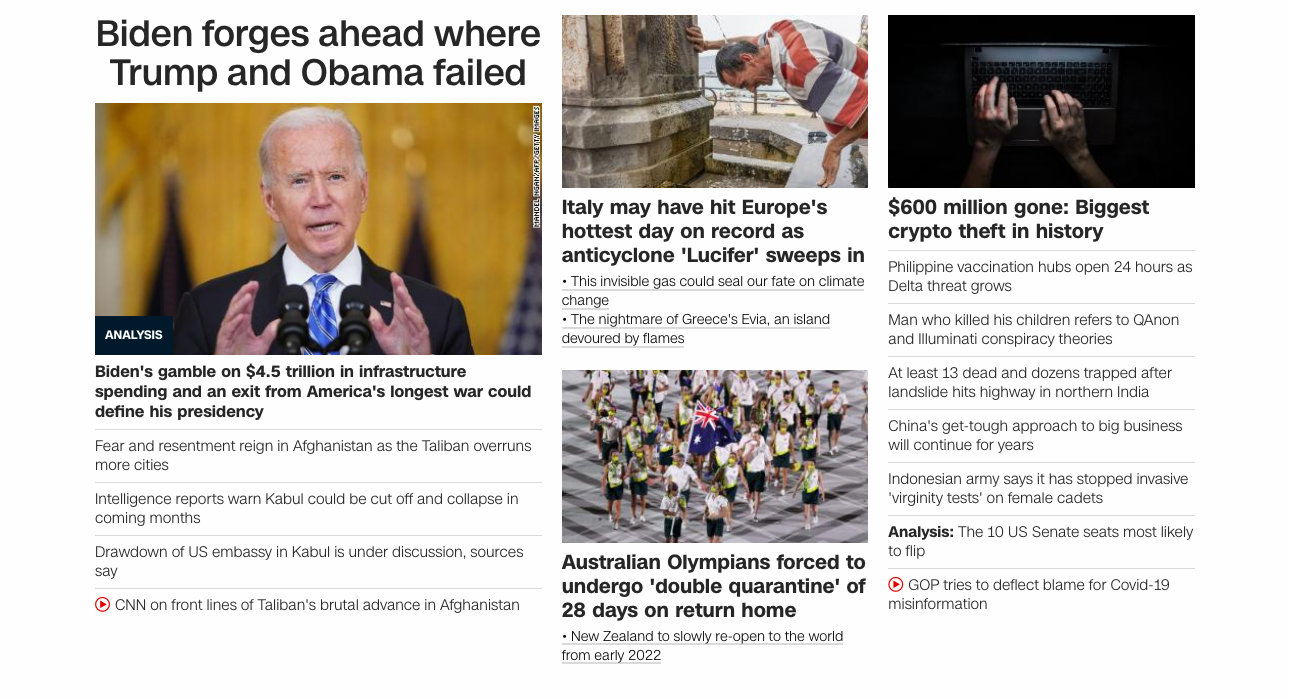 Biden forges ahead where
Trump and Obama failed
MANDEL NGAN/AFP/GETTY IMAGES
ANALYSIS
Biden's gamble on $4.5 trillion in infrastructure
spending and an exit from America's longest war could
define his presidency
Fear and resentment reign in Afghanistan as the Taliban overruns
more cities
Intelligence reports warn Kabul could be cut off and collapse in
coming months
Drawdown of US embassy in Kabul is under discussion, sources
say
CNN on front lines of Taliban's brutal advance in Afghanistan
Italy may have hit Europe's
hottest day on record as
anticyclone 'Lucifer' sweeps in
• This invisible gas could seal our fate on climate
change
• The nightmare of Greece's Evia, an island
devoured by flames
Australian Olympians forced to
undergo 'double quarantine' of
28 days on return home
• New Zealand to slowly re-open to the world
from early 2022
$600 million gone: Biggest
crypto theft in history
Philippine vaccination hubs open 24 hours as
Delta threat grows
Man who killed his children refers to QAnon
and Illuminati conspiracy theories
At least 13 dead and dozens trapped after
landslide hits highway in northern India
China's get-tough approach to big business
will continue for years
Indonesian army says it has stopped invasive
'virginity tests' on female cadets
Analysis: The 10 US Senate seats most likely
to flip
GOP tries to deflect blame for Covid-19
misinformation